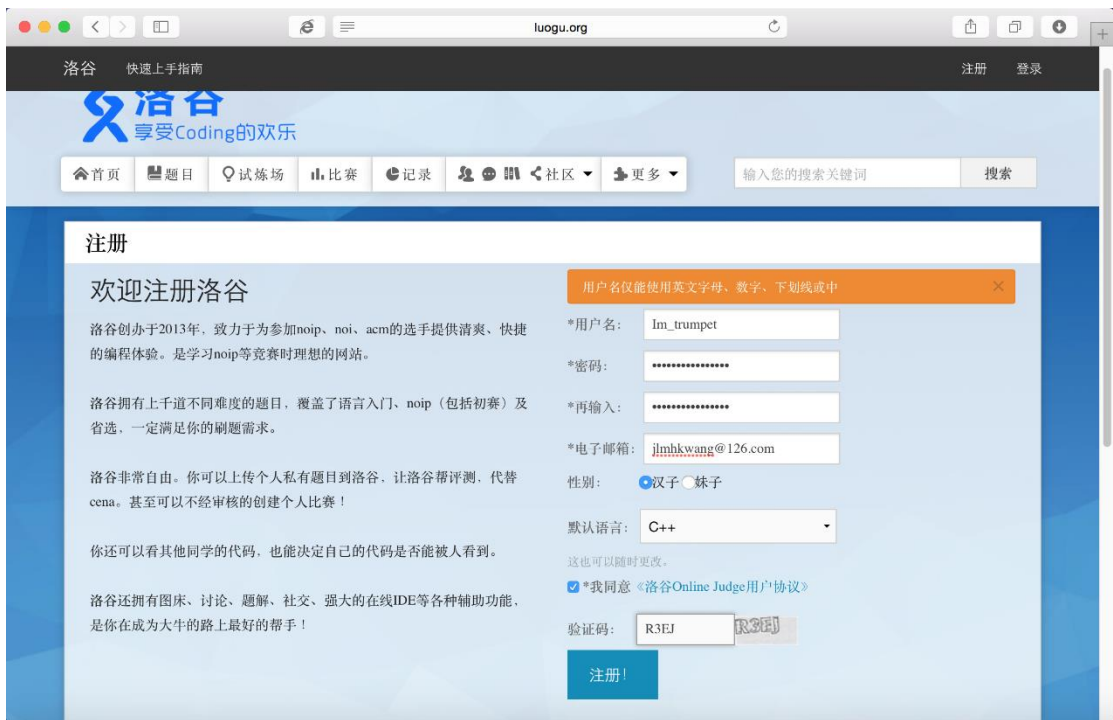 luogu.org
洛谷 快速上手指南 注册 登录
洛谷
享受Coding的欢乐
首页 题目 试炼场 比赛 记录 社区 更多 输入您的搜索关键词 搜索
注册
欢迎注册洛谷
洛谷创办于2013年，致力于为参加noip、noi、acm的选手提供清爽、快捷
的编程体验。是学习noip等竞赛时理想的网站。
洛谷拥有上千道不同难度的题目，覆盖了语言入门、noip（包括初赛）及
省选，一定满足你的刷题需求。
洛谷非常自由。你可以上传个人私有题目到洛谷，让洛谷帮评测，代替
cena。甚至可以不经审核的创建个人比赛！
你还可以看其他同学的代码，也能决定自己的代码是否能被人看到。
洛谷还拥有图床、讨论、题解、社交、强大的在线IDE等各种辅助功能，
是你在成为大牛的路上最好的帮手！
用户名仅能使用英文字母、数字、下划线或中 ×
*用户名： Im_trumpet
*密码： ••••••••••••••••
*再输入： ••••••••••••••••
*电子邮箱： jlmhkwang@126.com
性别： 汉子 妹子
默认语言： C++
这也可以随时更改。
*我同意《洛谷Online Judge用户协议》
验证码： R3EJ R3EJ
注册！